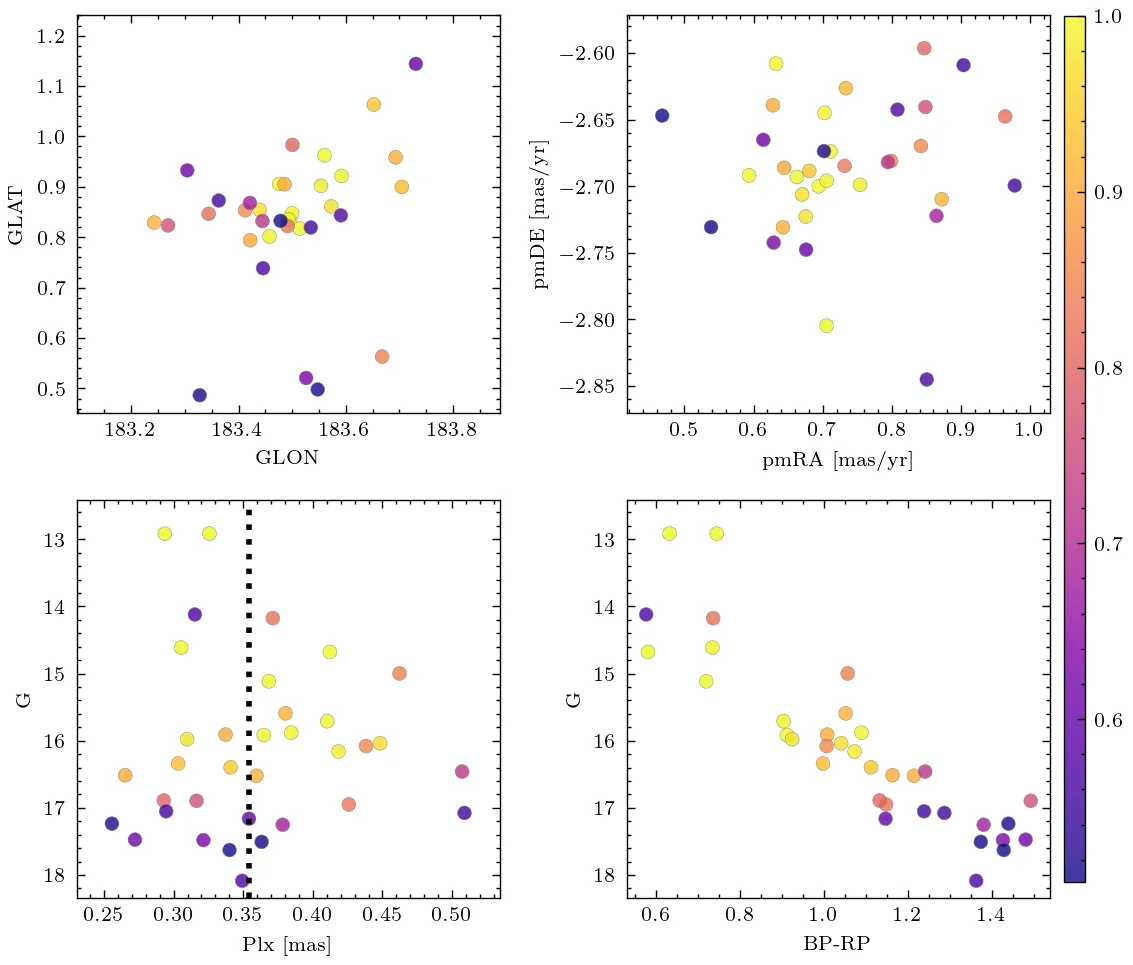 1.2
1.1
1.0
0.9
0.8
0.7
0.6
0.5
GLAT
183.2 183.4 183.6 183.8
GLON
−2.60
−2.65
−2.70
−2.75
−2.80
−2.85
pmDE [mas/yr]
0.5 0.6 0.7 0.8 0.9 1.0
pmRA [mas/yr]
13
14
15
16
17
18
G
0.25 0.30 0.35 0.40 0.45 0.50
Plx [mas]
13
14
15
16
17
18
G
0.6 0.8 1.0 1.2 1.4
BP-RP
1.0
0.9
0.8
0.7
0.6